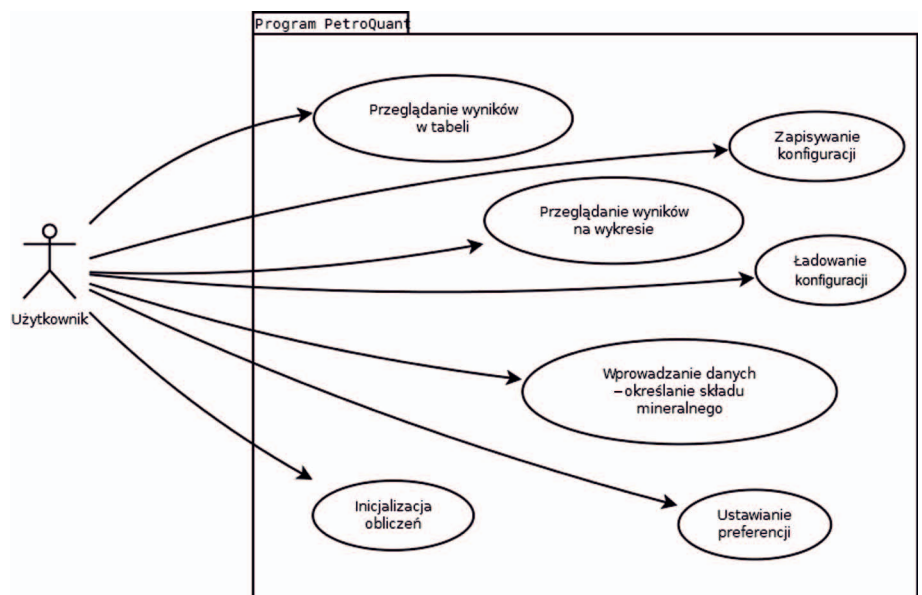 Program PetroQuant
Przeglądanie wyników
w tabeli
Zapisywanie
konfiguracji
Przeglądanie wyników
na wykresie
Ładowanie
konfiguracji
Użytkownik
Wprowadzanie danych
– określanie składu
mineralnego
Inicjalizacja
obliczeń
Ustawianie
preferencji